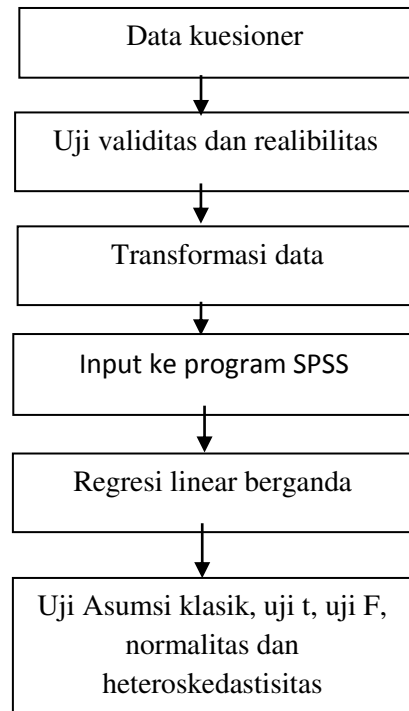 Data kuesioner
Uji validitas dan realibilitas
Transformasi data
Input ke program SPSS
Regresi linear berganda
Uji Asumsi klasik, uji t, uji F,
normalitas dan
heteroskedastisitas